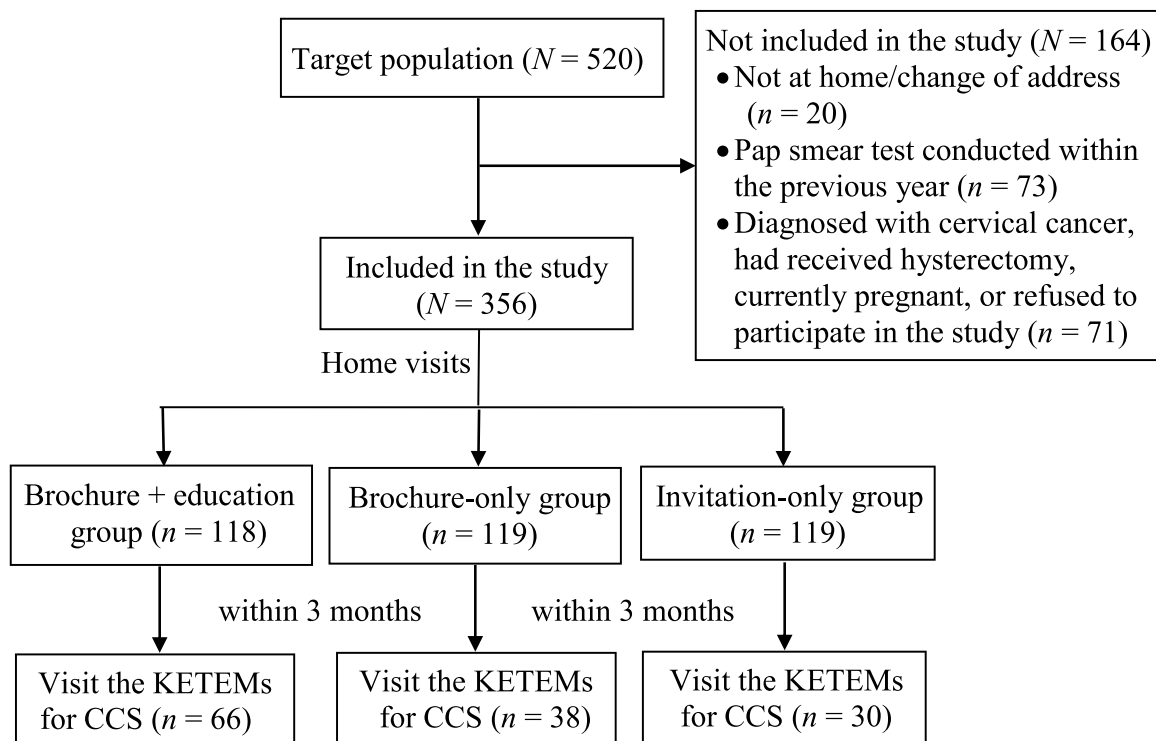 Target population (N = 520)
Not included in the study (N = 164)
• Not at home/change of address
(n = 20)
• Pap smear test conducted within
the previous year (n = 73)
• Diagnosed with cervical cancer,
had received hysterectomy,
currently pregnant, or refused to
participate in the study (n = 71)
Included in the study
(N = 356)
Home visits
Brochure + education
group (n = 118)
Brochure-only group
(n = 119)
Invitation-only group
(n = 119)
within 3 months
within 3 months
Visit the KETEMs
for CCS (n = 66)
Visit the KETEMs
for CCS (n = 38)
Visit the KETEMs
for CCS (n = 30)